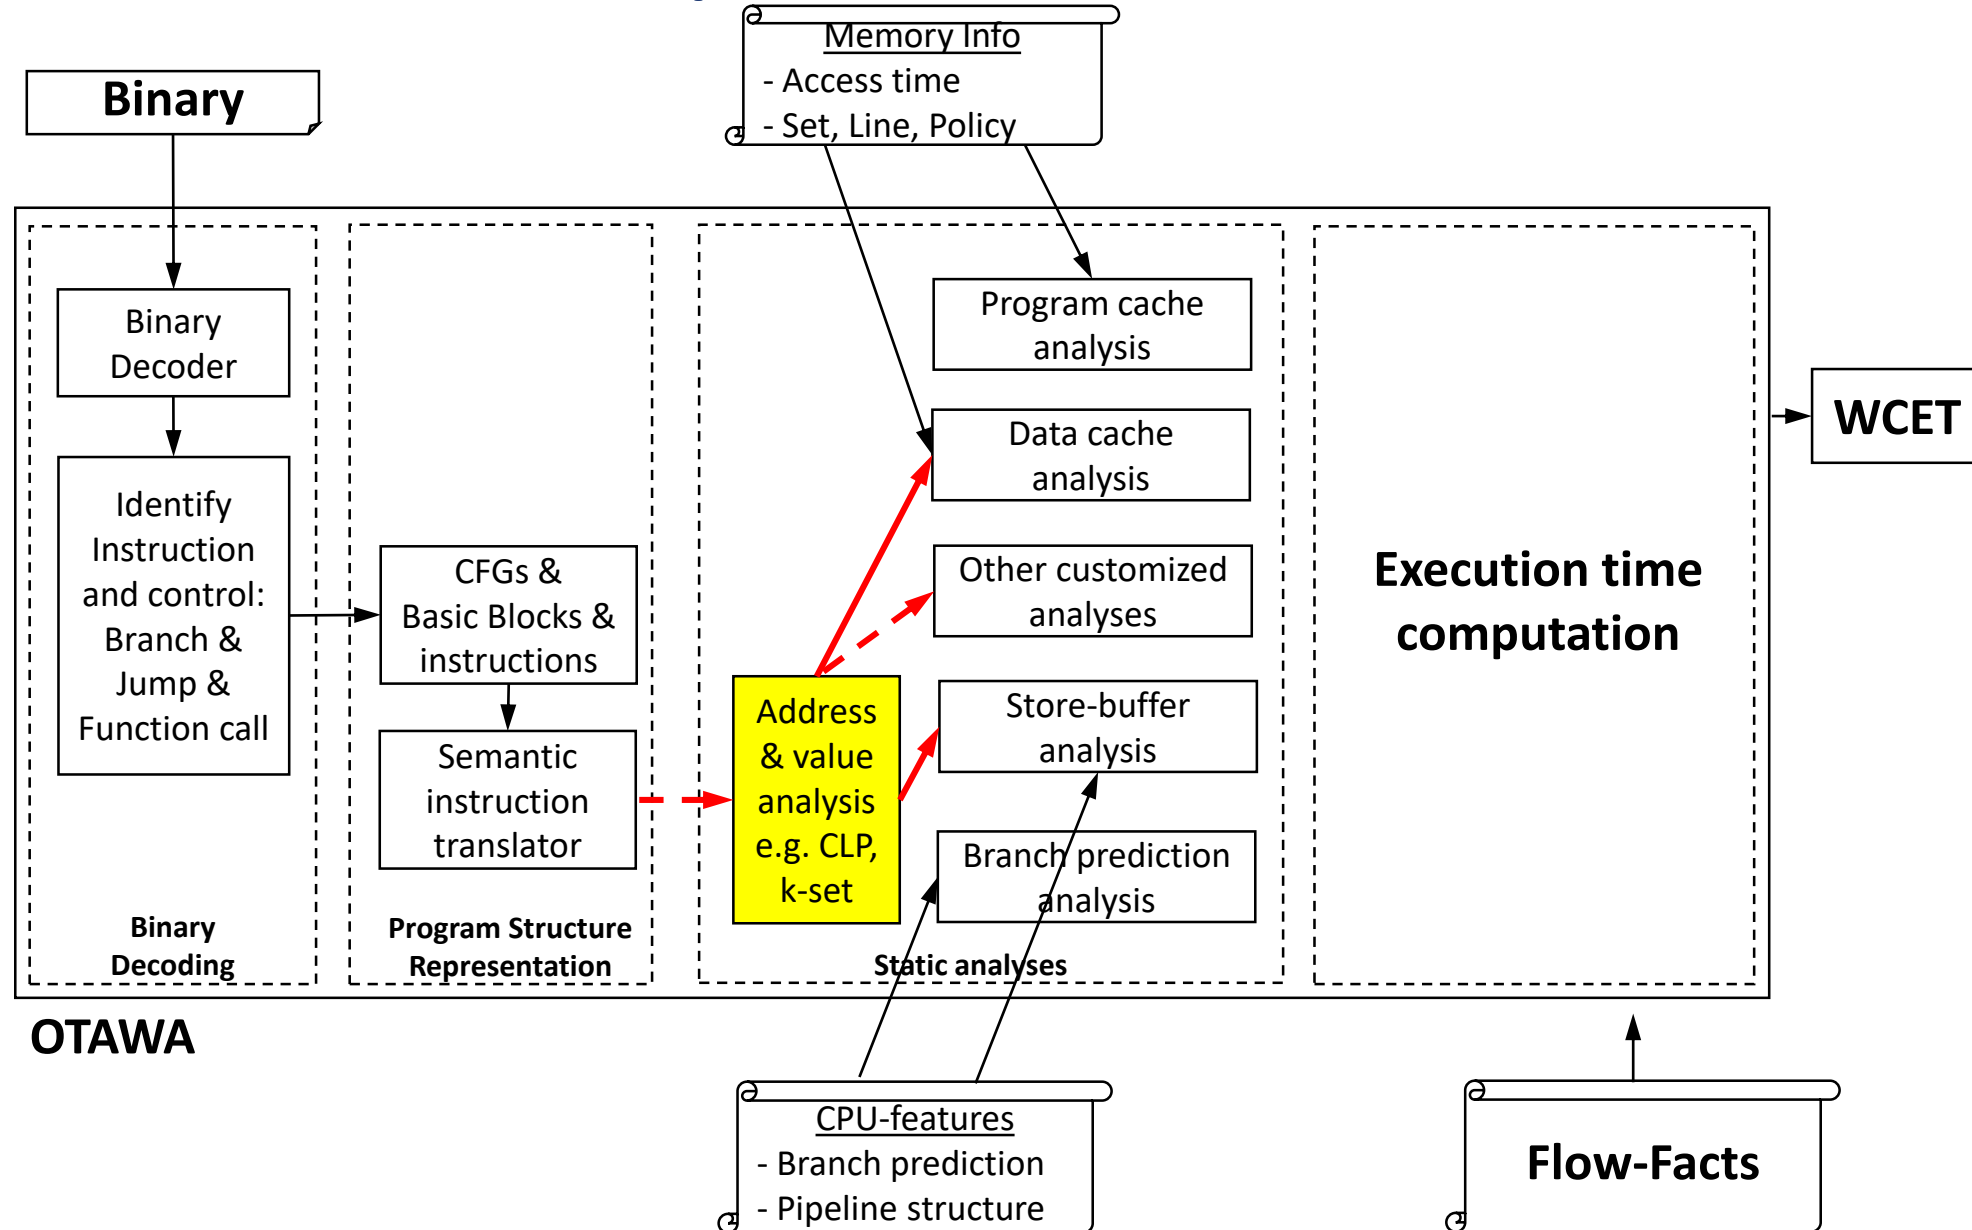 Memory Info
- Access time
- Set, Line, Policy
Binary
Binary
Decoder
Identify
Instruction
and control:
Branch &
Jump &
Function call
Binary
Decoding
CFGs &
Basic Blocks &
instructions
Semantic
instruction
translator
Program Structure
Representation
Program cache
analysis
Data cache
analysis
Other customized
analyses
Address
& value
analysis
e.g. CLP,
k-set
Store-buffer
analysis
Branch prediction
analysis
Static analyses
Execution time
computation
WCET
OTAWA
CPU-features
- Branch prediction
- Pipeline structure
Flow-Facts